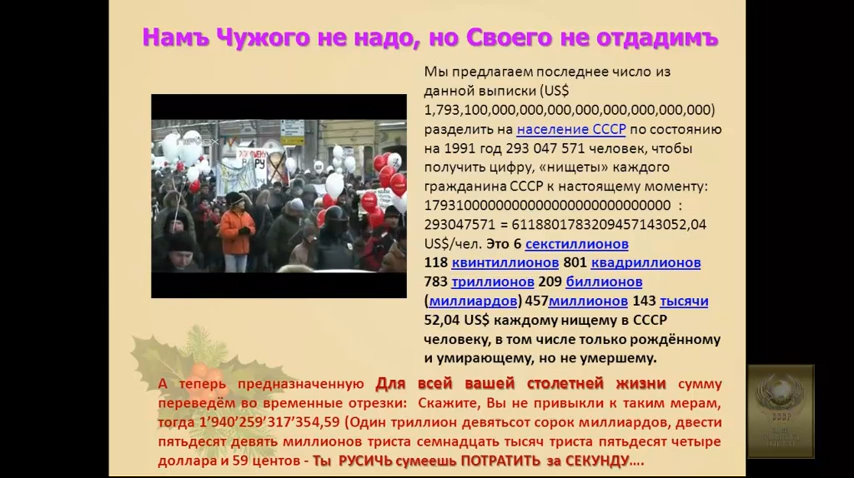 Намъ Чужого не надо, но Своего не отдадимъ
Мы предлагаем последнее число из
данной выписки (US$
1,793,100,000,000,000,000,000,000,000,000)
разделить на население СССР по состоянию
на 1991 год 293 047 571 человек, чтобы
получить цифру, «нищеты» каждого
гражданина СССР к настоящему моменту:
1793100000000000000000000000000 :
293047571 = 6118801783209457143052,04
US$/чел. Это 6 секстиллионов
118 квинтиллионов 801 квадриллионов
783 триллионов 209 биллионов
(миллиардов) 457миллионов 143 тысячи
52,04 US$ каждому нищему в СССР
человеку, в том числе только рождённому
и умирающему, но не умершему.
А теперь предназначенную Для всей вашей столетней жизни сумму
переведём во временные отрезки: Скажите, Вы не привыкли к таким мерам,
тогда 1’940’259’317’354,59 (Один триллион девятьсот сорок миллиардов, двести
пятьдесят девять миллионов триста семнадцать тысяч триста пятьдесят четыре
доллара и 59 центов - Ты РУСИЧЬ сумеешь ПОТРАТИТЬ за СЕКУНДУ….